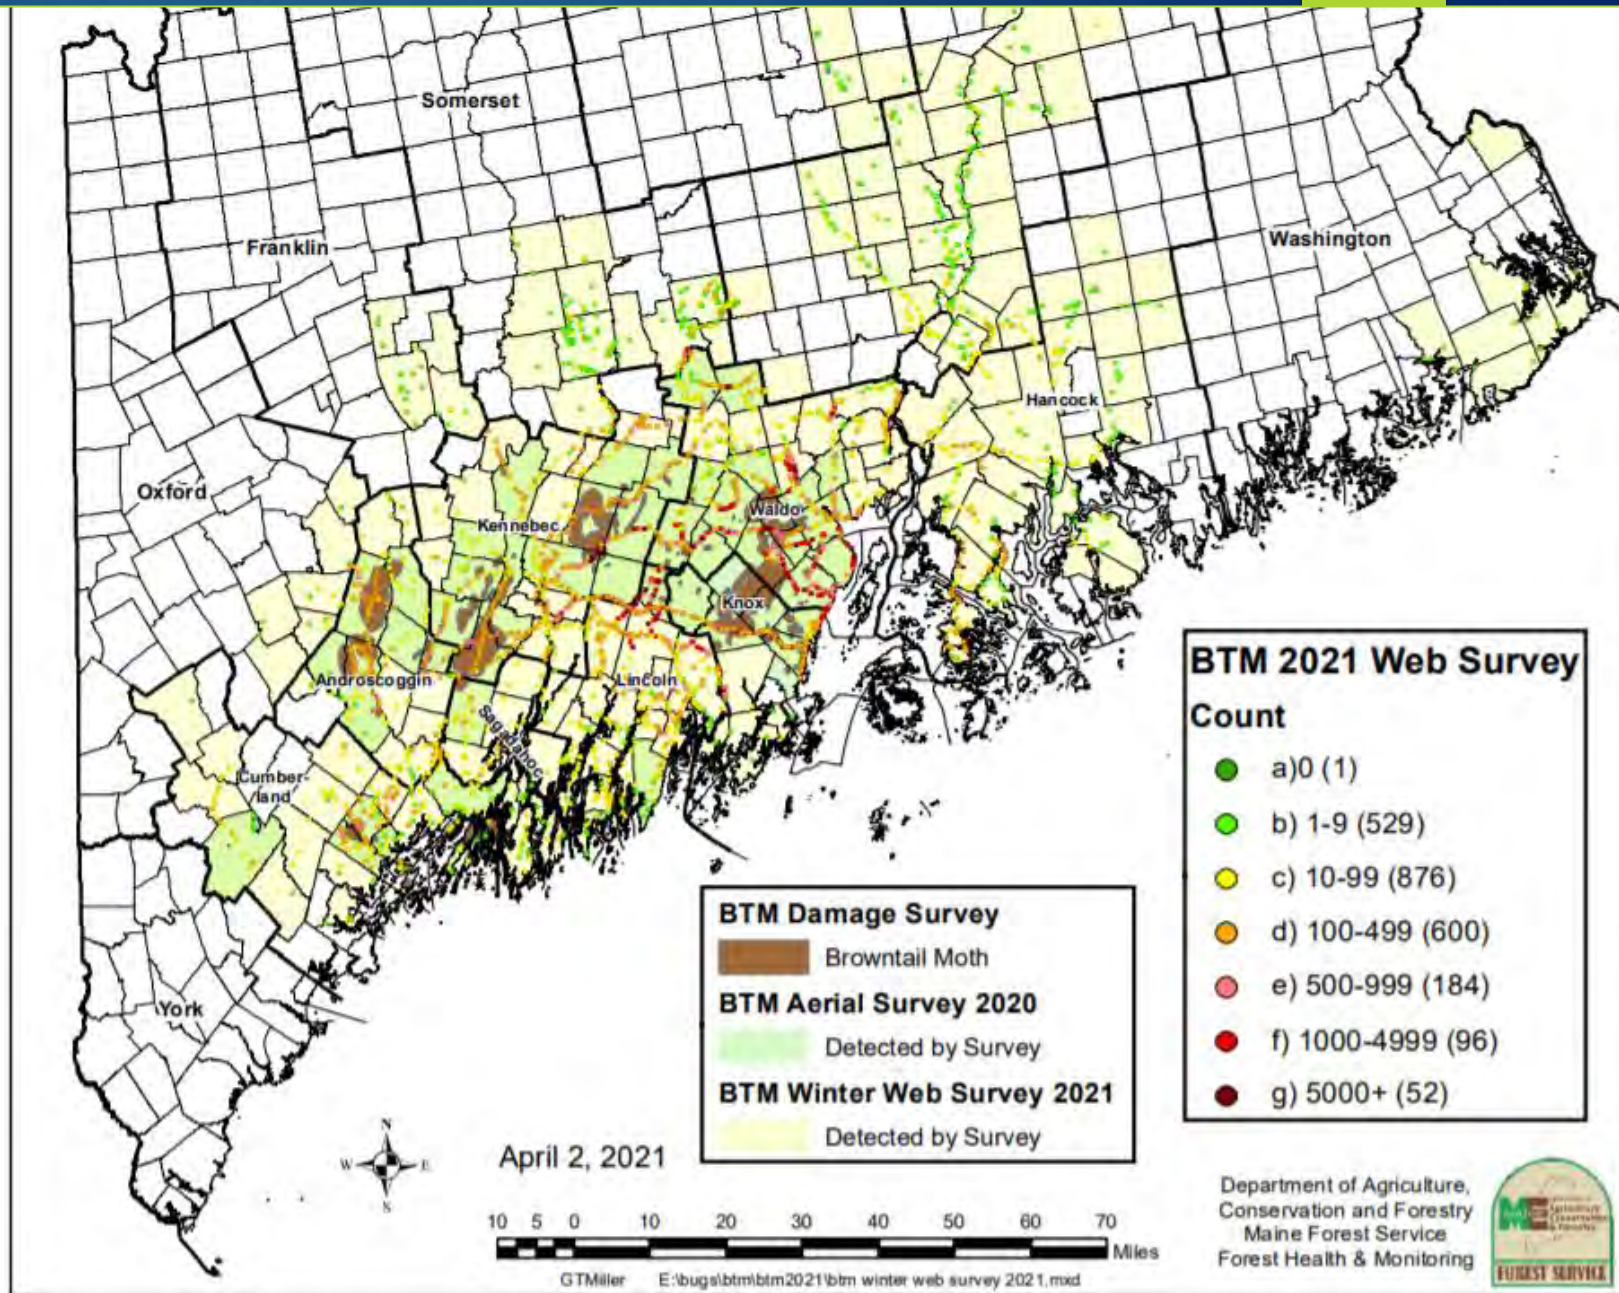 Somerset
Franklin
Washington
Hancock
Oxford
Kennebec
Waldo
Knox
Androscoggin
Lincoln
Sagadahoc
Cumber-
land
York
BTM 2021 Web Survey
Count
a)0 (1)
b) 1-9 (529)
c) 10-99 (876)
d) 100-499 (600)
e) 500-999 (184)
f) 1000-4999 (96)
g) 5000+ (52)
BTM Damage Survey
Browntail Moth
BTM Aerial Survey 2020
Detected by Survey
BTM Winter Web Survey 2021
Detected by Survey
N
W E
S
April 2, 2021
10 5 0 10 20 30 40 50 60 70
Miles
GTMiller E:\bugs\btm\btm2021\btm winter web survey 2021.mxd
Department of Agriculture,
Conservation and Forestry
Maine Forest Service
Forest Health & Monitoring
ME
FOREST SERVICE